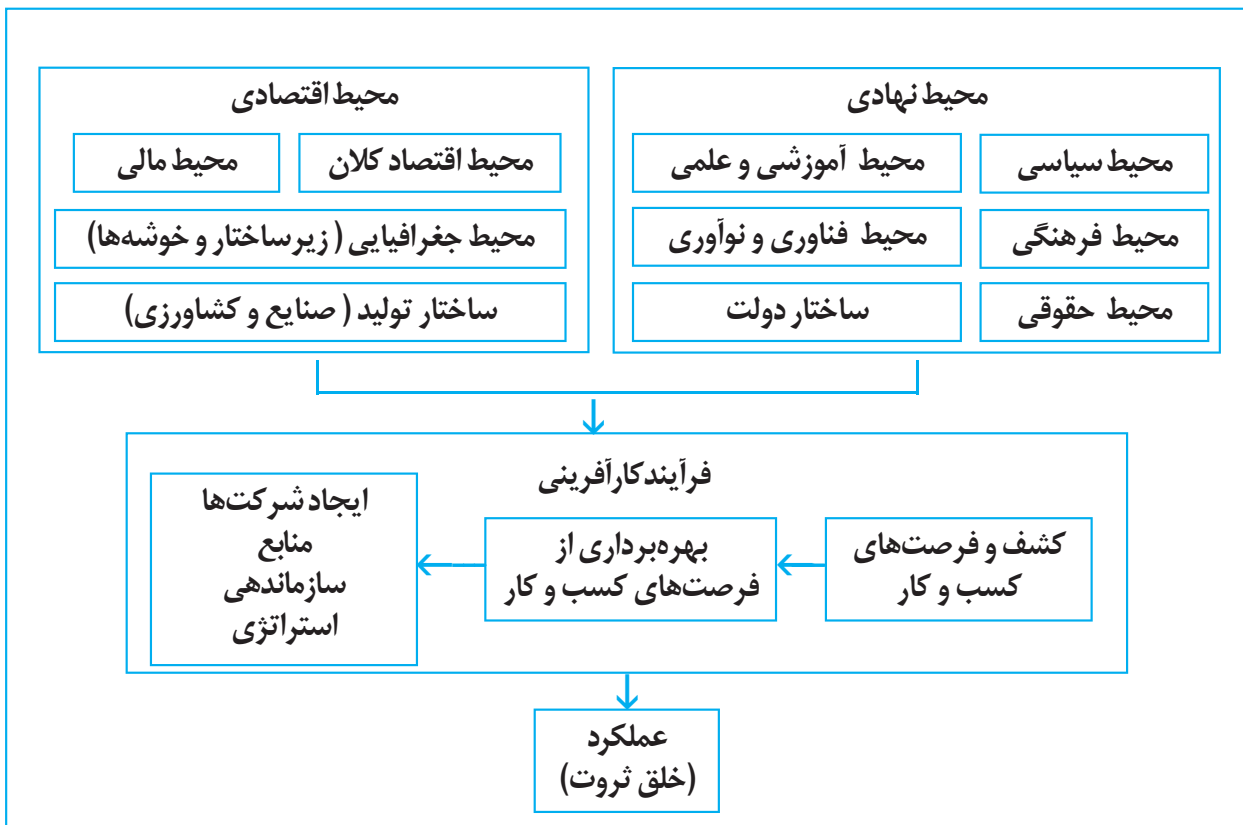 محیط نهادی
محیط سیاسی
محیط آموزشی و علمی
محیط فرهنگی
محیط فناوری و نوآوری
محیط حقوقی
ساختار دولت
محیط اقتصادی
محیط اقتصاد کلان
محیط مالی
محیط جغرافیایی (زیرساختار و خوشه‌ها)
ساختار تولید (صنایع و کشاورزی)
فرآیند کارآفرینی
کشف و فرصت‌های
کسب و کار
بهره‌برداری از
فرصت‌های کسب و کار
ایجاد شرکت‌ها
منابع
سازماندهی
استراتژی
عملکرد
(خلق ثروت)